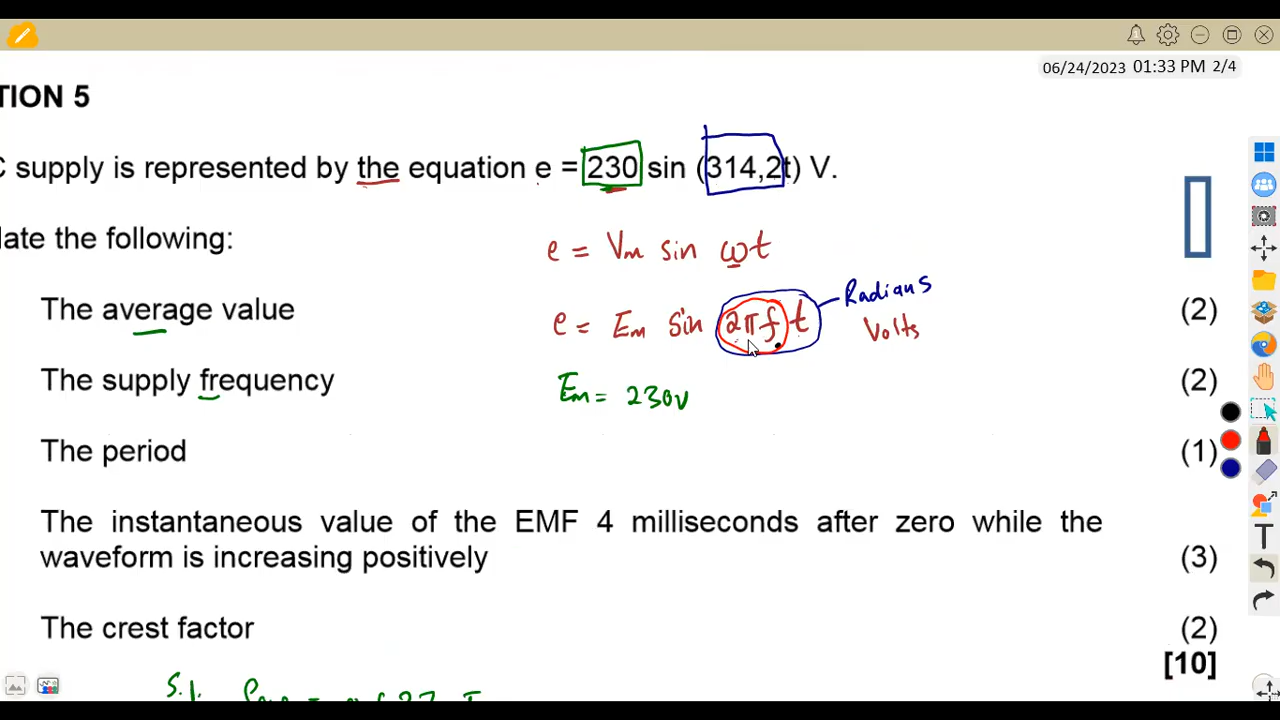 06/24/2023 01:33 PM 2/4
TION 5
C supply is represented by the equation e = 230 sin (314,2t) V.
late the following:
e = Vm sin ωt
Radians
The average value (2)
e = Em sin 2πf t
Volts
The supply frequency (2)
Em = 230V
The period (1)
The instantaneous value of the EMF 4 milliseconds after zero while the
waveform is increasing positively (3)
The crest factor (2)
[10]
T